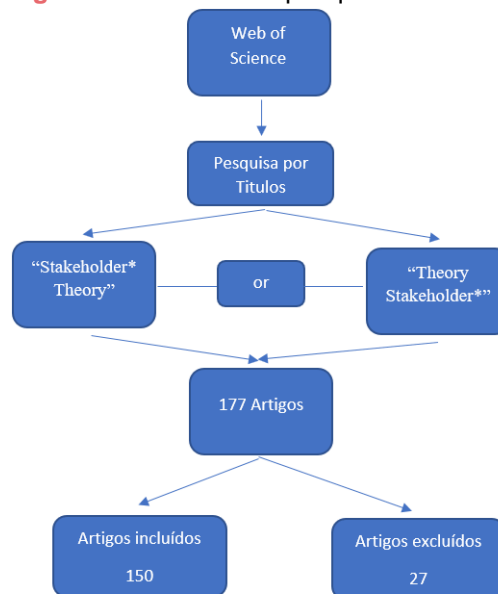 Web of
Science
Pesquisa por
Titulos
“Stakeholder*
Theory”
or
“Theory
Stakeholder*”
177 Artigos
Artigos incluídos
150
Artigos excluídos
27